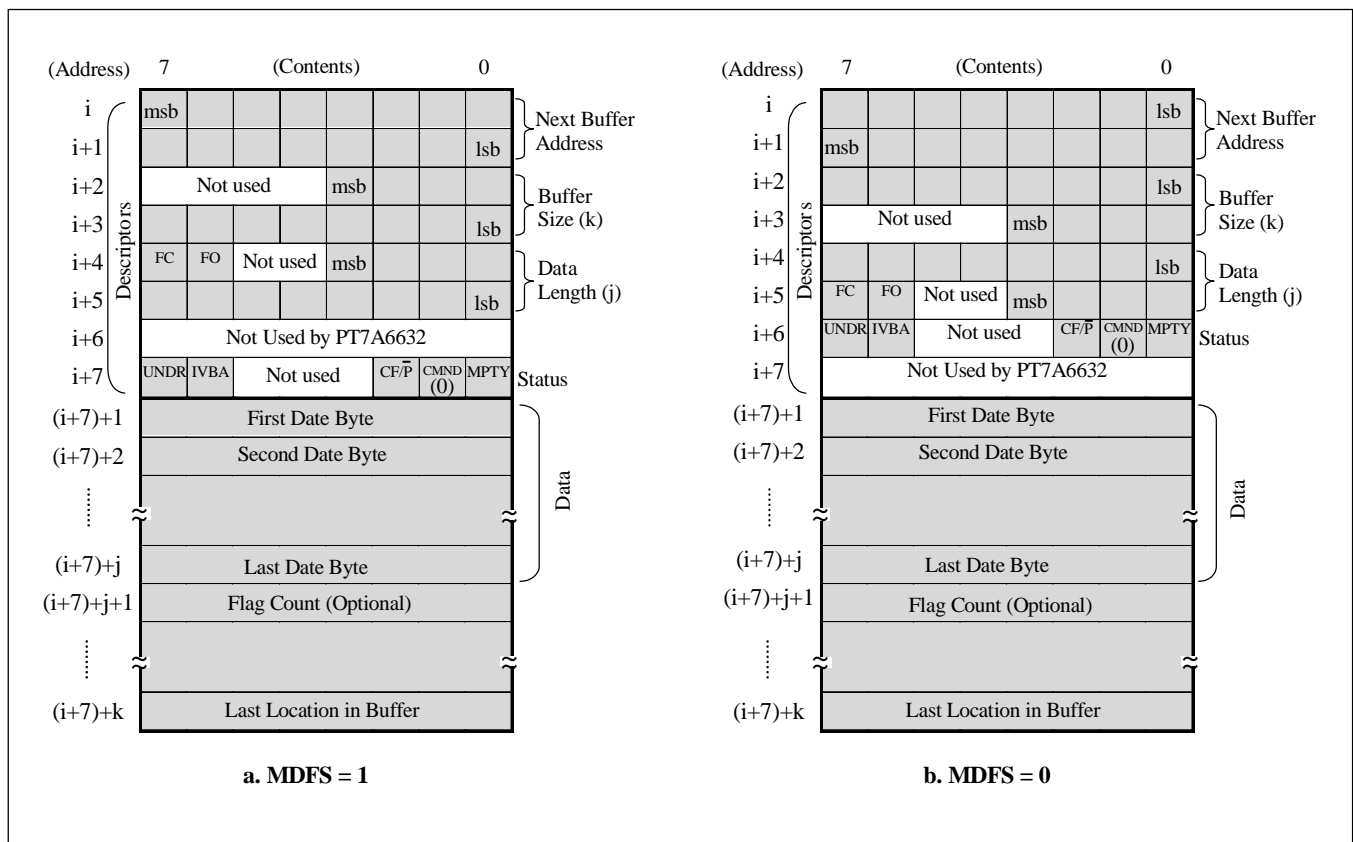 (Address) 7 (Contents) 0
i msb Next Buffer Address
i+1 lsb
i+2 Not used msb Buffer Size (k)
i+3 lsb
i+4 FC FO Not used msb Data Length (j)
i+5 lsb
i+6 Not Used by PT7A6632
i+7 UNDR IVBA Not used CF/P̅ CMND (0) MPTY Status
Descriptors
(i+7)+1 First Date Byte
(i+7)+2 Second Date Byte
Data
(i+7)+j Last Date Byte
(i+7)+j+1 Flag Count (Optional)
(i+7)+k Last Location in Buffer
a. MDFS = 1
(Address) 7 (Contents) 0
i lsb Next Buffer Address
i+1 msb
i+2 lsb Buffer Size (k)
i+3 Not used msb
i+4 lsb Data Length (j)
i+5 FC FO Not used msb
i+6 UNDR IVBA Not used CF/P̅ CMND (0) MPTY Status
i+7 Not Used by PT7A6632
Descriptors
(i+7)+1 First Date Byte
(i+7)+2 Second Date Byte
Data
(i+7)+j Last Date Byte
(i+7)+j+1 Flag Count (Optional)
(i+7)+k Last Location in Buffer
b. MDFS = 0